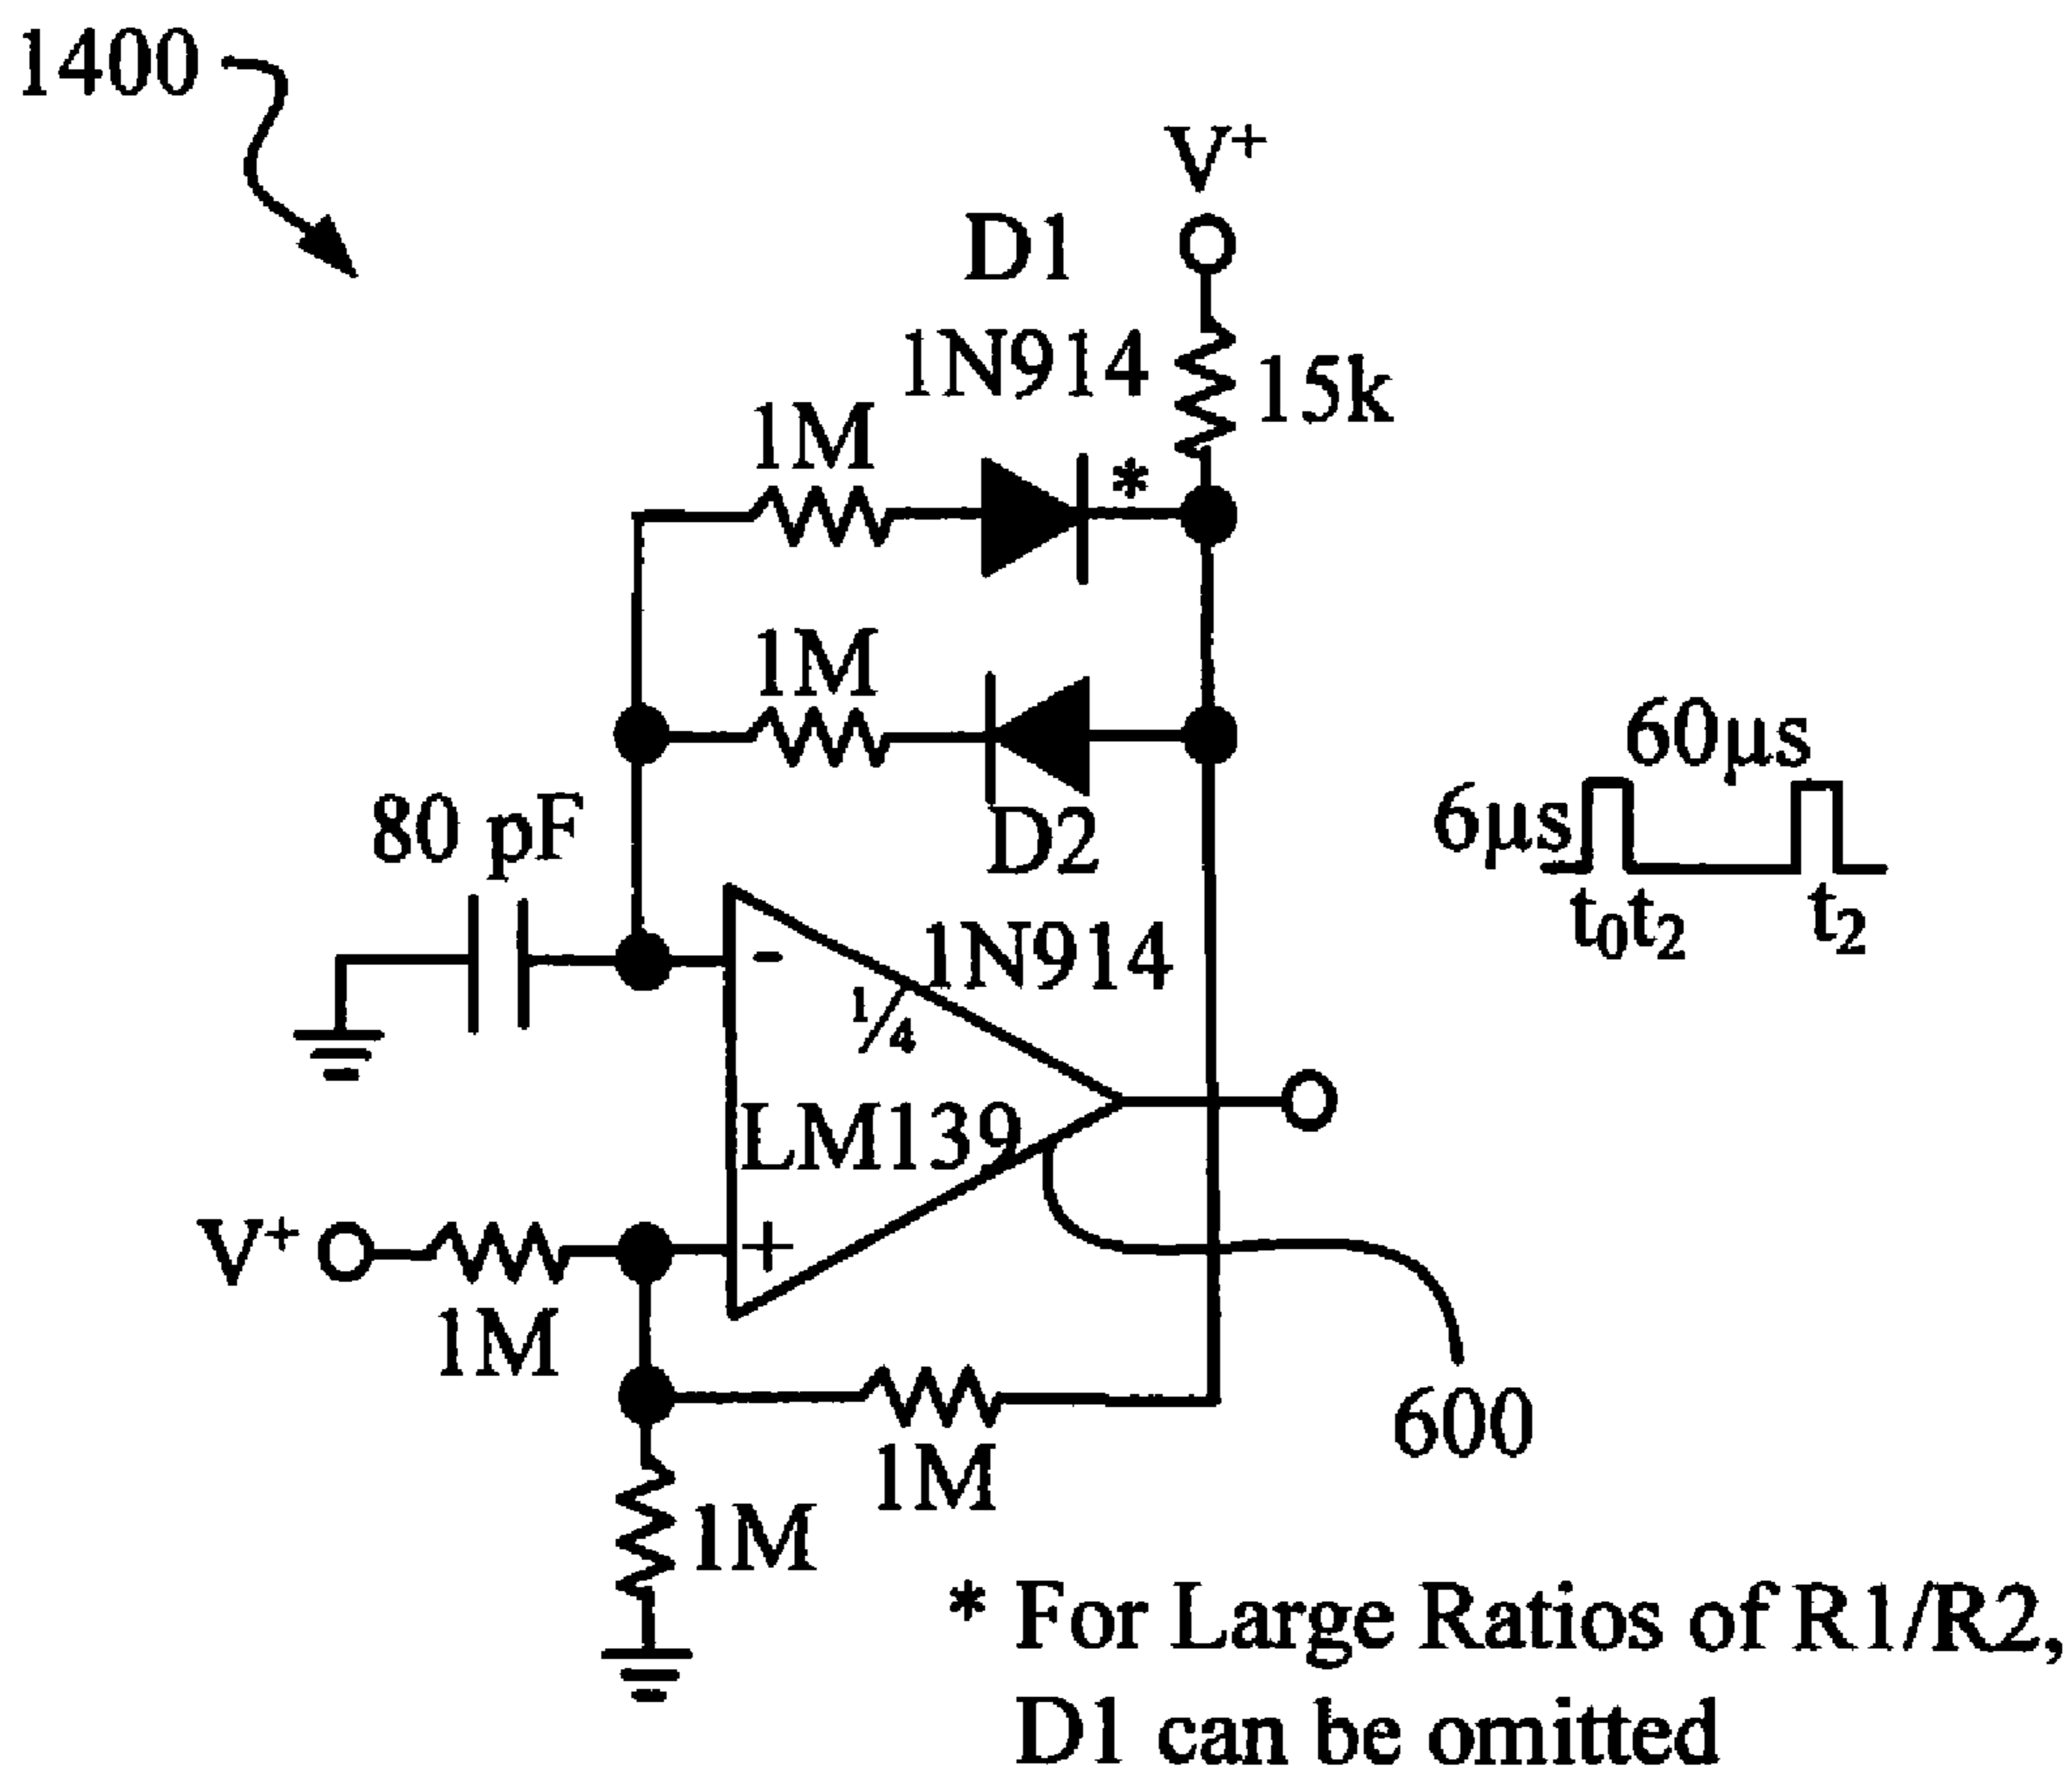 1400
V+
D1
1N914
15k
1M
*
1M
60μs
80 pF
6μs
D2
t₀t₂
t₂
-
1N914
¼
LM139
V+
+
1M
600
1M
1M
* For Large Ratios of R1/R2,
D1 can be omitted